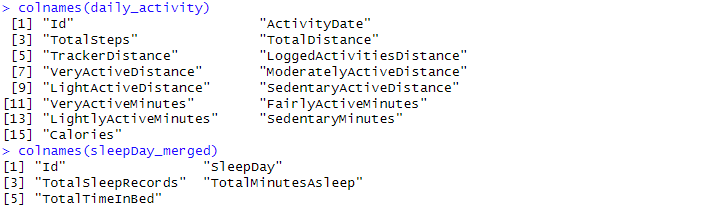 > colnames(daily_activity)
 [1] "Id"                       "ActivityDate"
 [3] "TotalSteps"               "TotalDistance"
 [5] "TrackerDistance"          "LoggedActivitiesDistance"
 [7] "VeryActiveDistance"       "ModeratelyActiveDistance"
 [9] "LightActiveDistance"      "SedentaryActiveDistance"
[11] "VeryActiveMinutes"        "FairlyActiveMinutes"
[13] "LightlyActiveMinutes"     "SedentaryMinutes"
[15] "Calories"
> colnames(sleepDay_merged)
[1] "Id"                 "SleepDay"
[3] "TotalSleepRecords"  "TotalMinutesAsleep"
[5] "TotalTimeInBed"